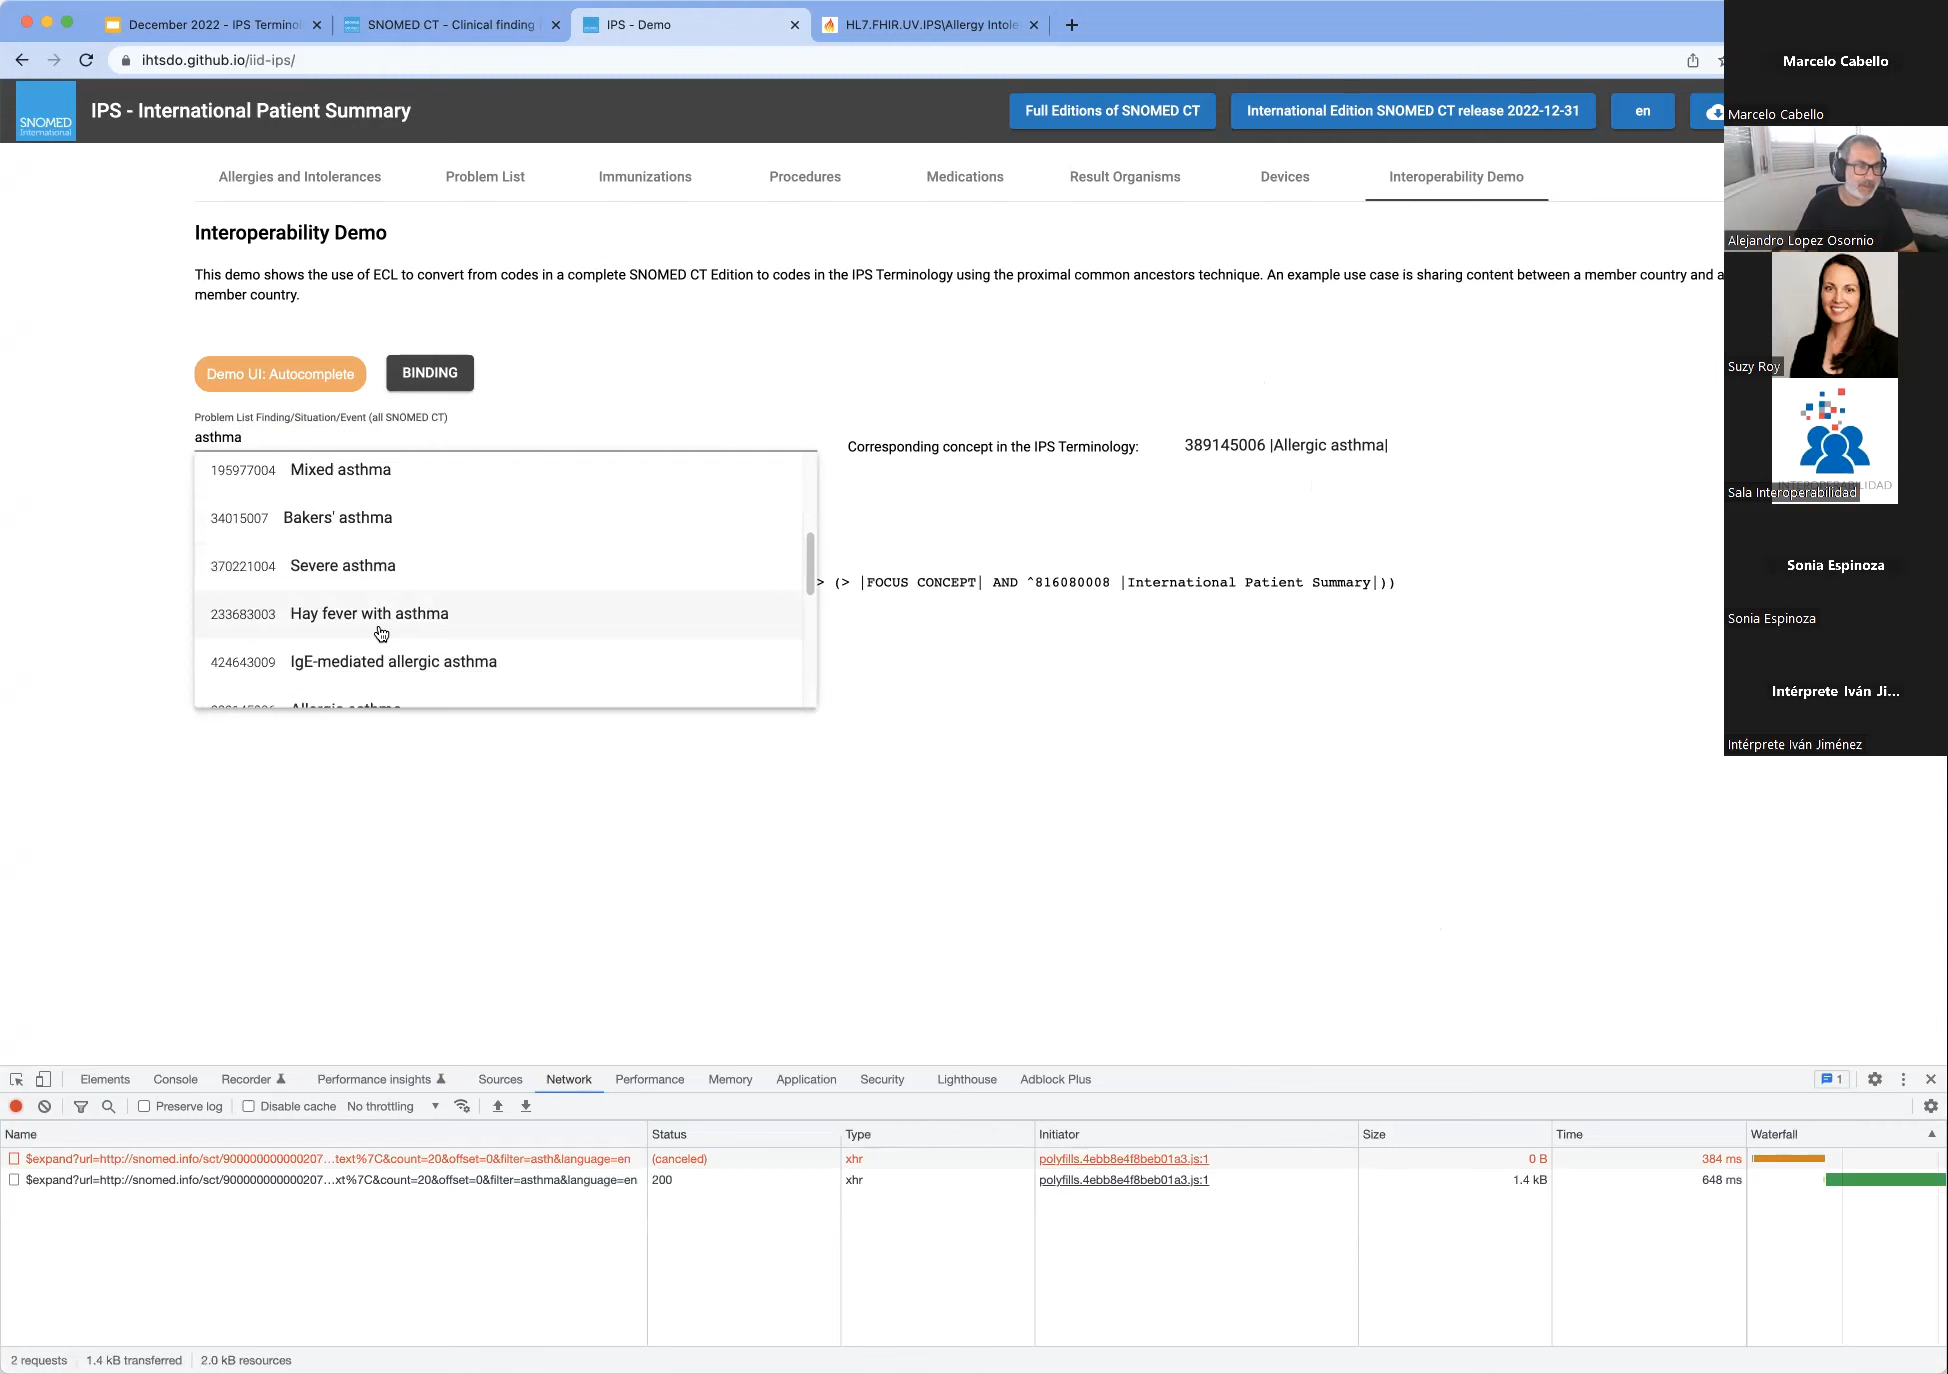 December 2022 - IPS Terminol
SNOMED CT - Clinical finding
IPS - Demo
HL7.FHIR.UV.IPS\Allergy Intole
ihtsdo.github.io/iid-ips/
SNOMED
International
IPS - International Patient Summary
Full Editions of SNOMED CT
International Edition SNOMED CT release 2022-12-31
en
Allergies and Intolerances
Problem List
Immunizations
Procedures
Medications
Result Organisms
Devices
Interoperability Demo
Interoperability Demo
This demo shows the use of ECL to convert from codes in a complete SNOMED CT Edition to codes in the IPS Terminology using the proximal common ancestors technique. An example use case is sharing content between a member country and a
member country.
Demo UI: Autocomplete
BINDING
Problem List Finding/Situation/Event (all SNOMED CT)
asthma
Corresponding concept in the IPS Terminology:
389145006 |Allergic asthma|
195977004 Mixed asthma
34015007 Bakers' asthma
370221004 Severe asthma
> (> |FOCUS CONCEPT| AND ^816080008 |International Patient Summary|))
233683003 Hay fever with asthma
424643009 IgE-mediated allergic asthma
Allergic asthma
Marcelo Cabello
Marcelo Cabello
Alejandro Lopez Osornio
Suzy Roy
INTEROPERABILIDAD
Sala Interoperabilidad
Sonia Espinoza
Sonia Espinoza
Intérprete Iván Ji...
Intérprete Iván Jiménez
Elements
Console
Recorder
Performance insights
Sources
Network
Performance
Memory
Application
Security
Lighthouse
Adblock Plus
1
Preserve log
Disable cache
No throttling
Name
Status
Type
Initiator
Size
Time
Waterfall
$expand?url=http://snomed.info/sct/900000000000207...text%7C&count=20&offset=0&filter=asth&language=en
(canceled)
xhr
polyfills.4ebb8e4f8beb01a3.js:1
0 B
384 ms
$expand?url=http://snomed.info/sct/900000000000207...xt%7C&count=20&offset=0&filter=asthma&language=en
200
xhr
polyfills.4ebb8e4f8beb01a3.js:1
1.4 kB
648 ms
2 requests
1.4 kB transferred
2.0 kB resources